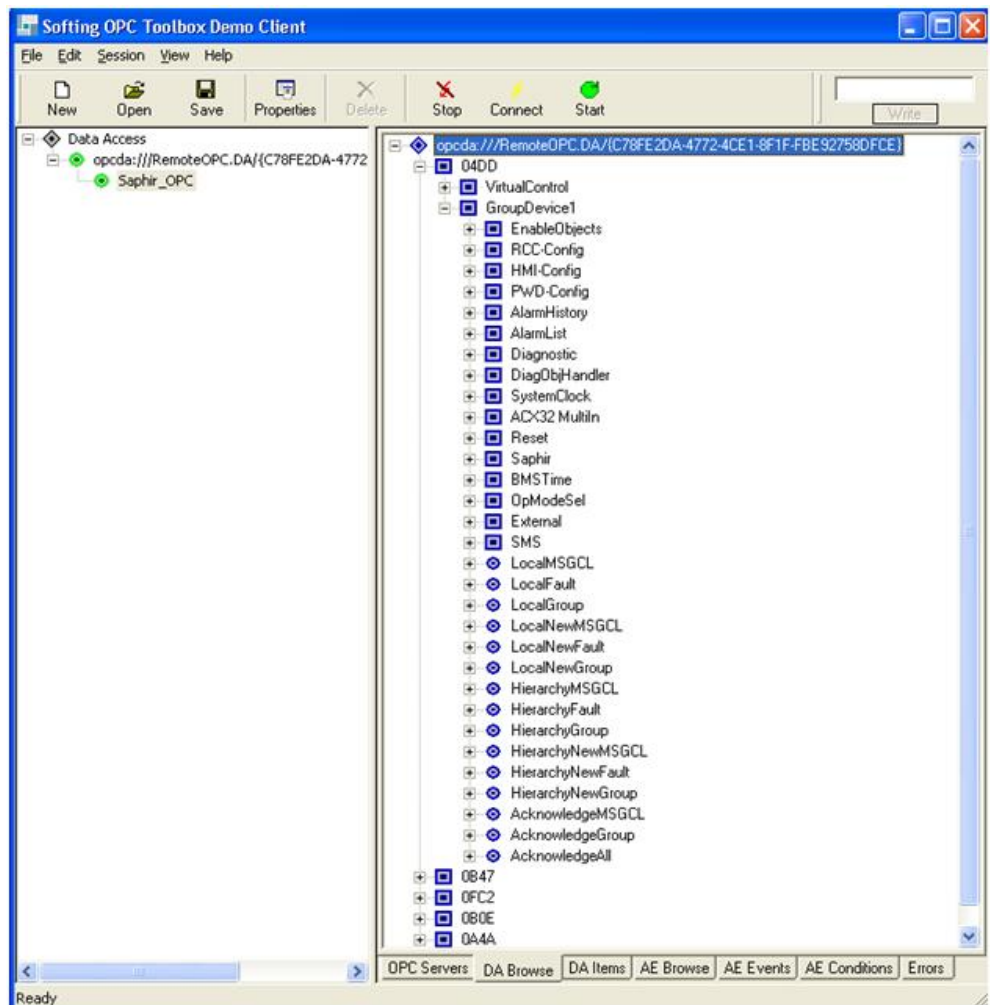 Softing OPC Toolbox Demo Client
File Edit Session View Help
New Open Save Properties Delete Stop Connect Start Write
Data Access
opcda:///RemoteOPC.DA/{C78FE2DA-4772
Saphir_OPC
opcda:///RemoteOPC.DA/{C78FE2DA-4772-4CE1-8F1F-FBE92758DFCE}
04DD
VirtualControl
GroupDevice1
EnableObjects
RCC-Config
HMI-Config
PWD-Config
AlarmHistory
AlarmList
Diagnostic
DiagObjHandler
SystemClock
ACX32 MultiIn
Reset
Saphir
BMSTime
OpModeSel
External
SMS
LocalMSGCL
LocalFault
LocalGroup
LocalNewMSGCL
LocalNewFault
LocalNewGroup
HierarchyMSGCL
HierarchyFault
HierarchyGroup
HierarchyNewMSGCL
HierarchyNewFault
HierarchyNewGroup
AcknowledgeMSGCL
AcknowledgeGroup
AcknowledgeAll
0B47
0FC2
0B0E
0A4A
OPC Servers DA Browse DA Items AE Browse AE Events AE Conditions Errors
Ready